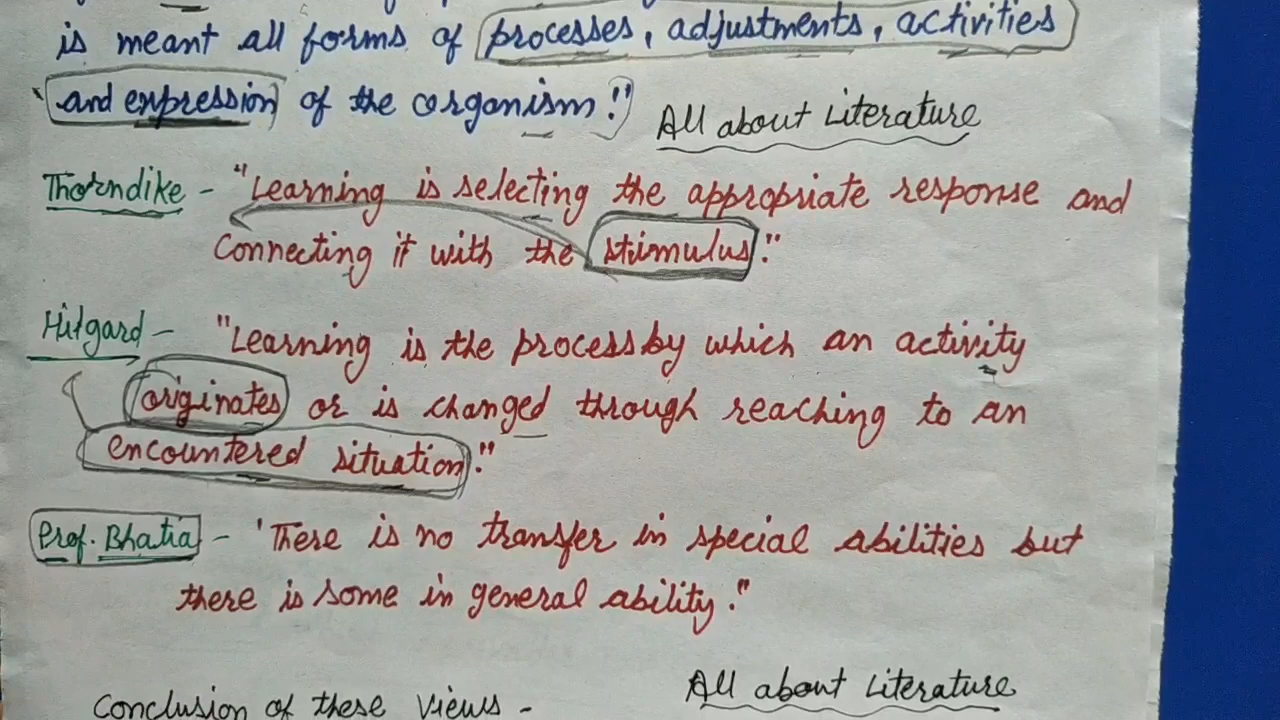 is meant all forms of processes, adjustments, activities
and expression of the organism!"
All about Literature
Thorndike - "Learning is selecting the appropriate response and
Connecting it with the stimulus."
Hilgard - "Learning is the process by which an activity
originates or is changed through reaching to an
encountered situation."
Prof. Bhatia - 'There is no transfer in special abilities but
there is some in general ability."
All about Literature
Conclusion of these views -